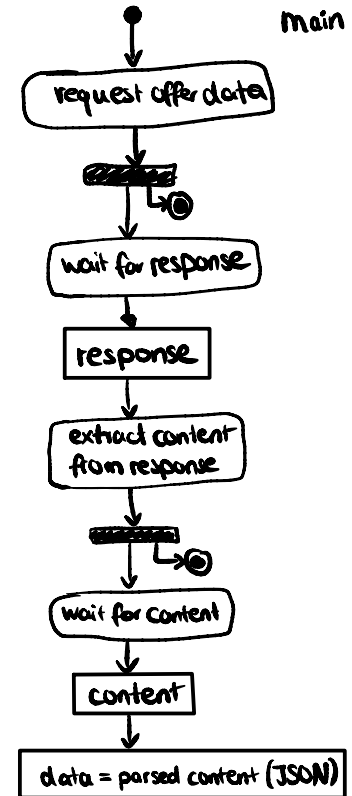 main
request offer data
wait for response
response
extract content
from response
wait for content
content
data = parsed content (JSON)